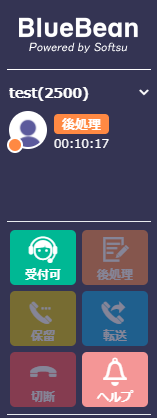 BlueBean
Powered by Softsu
test(2500)
後処理
00:10:17
受付可
後処理
保留
転送
切断
ヘルプ